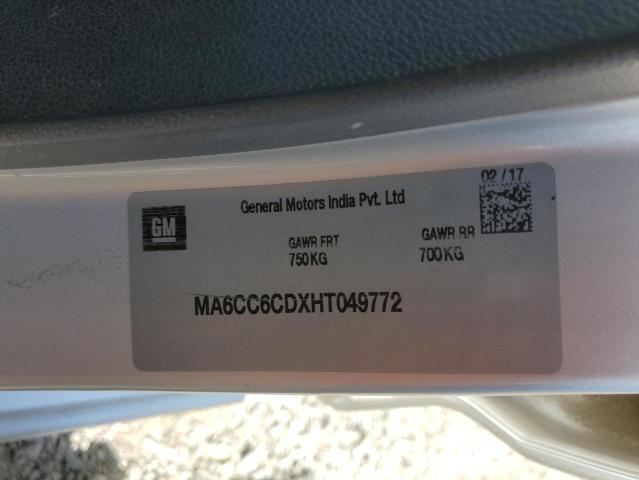 02/17
General Motors India Pvt. Ltd
GM
GAWR FRT
750KG
GAWR RR
700KG
MA6CC6CDXHT049772